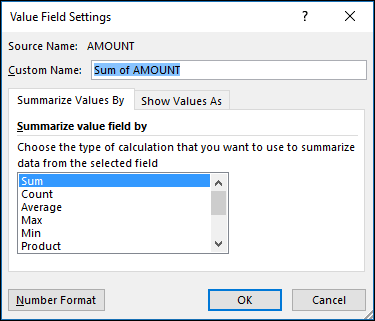 Value Field Settings ? ×
Source Name: AMOUNT
Custom Name: Sum of AMOUNT
Summarize Values By Show Values As
Summarize value field by
Choose the type of calculation that you want to use to summarize
data from the selected field
Sum
Count
Average
Max
Min
Product
Number Format OK Cancel